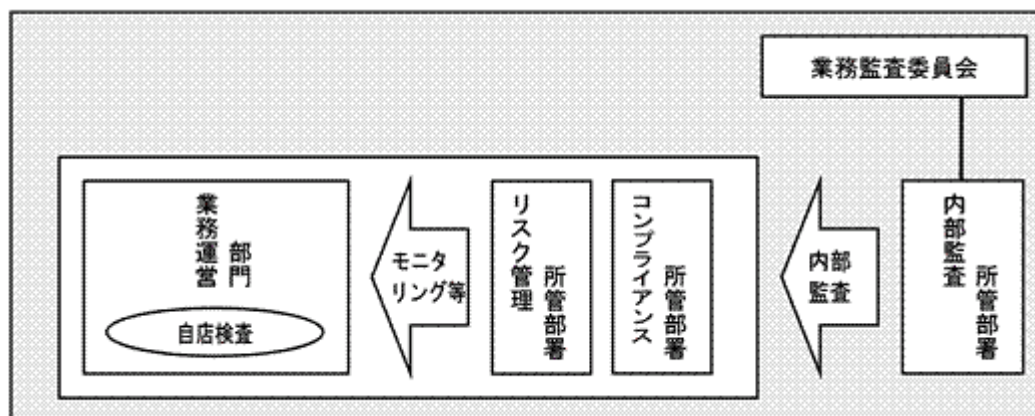 業務監査委員会
業務運営
部門
自店検査
モニタ
リング等
リスク管理
所管部署
コンプライアンス
所管部署
内部
監査
内部監査
所管部署